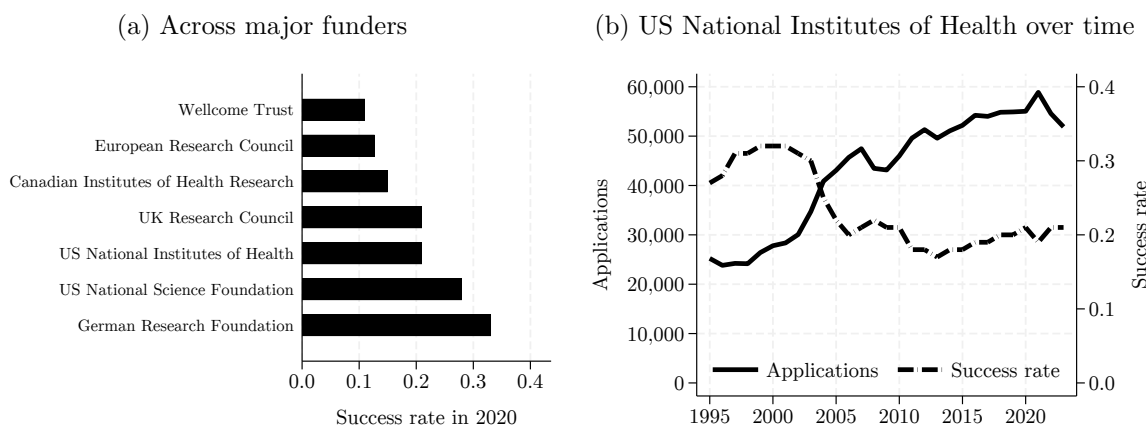 (a) Across major funders
Wellcome Trust
European Research Council
Canadian Institutes of Health Research
UK Research Council
US National Institutes of Health
US National Science Foundation
German Research Foundation
0.0 0.1 0.2 0.3 0.4
Success rate in 2020
(b) US National Institutes of Health over time
60,000
50,000
40,000
30,000
20,000
10,000
0
Applications
0.4
0.3
0.2
0.1
0.0
Success rate
Applications Success rate
1995 2000 2005 2010 2015 2020